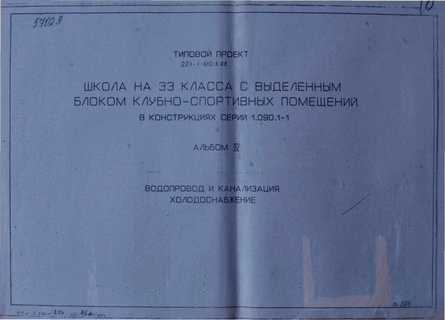 57029
ТИПОВОЙ ПРОЕКТ
ШКОЛА НА 33 КЛАССА С ВЫДЕЛЕННЫМ
БЛОКОМ КЛУБНО-СПОРТИВНЫХ ПОМЕЩЕНИЙ
В КОНСТРУКЦИЯХ СЕРИИ 1.090.1-1
АЛЬБОМ IV
ВОДОПРОВОД И КАНАЛИЗАЦИЯ
ХОЛОДОСНАБЖЕНИЕ